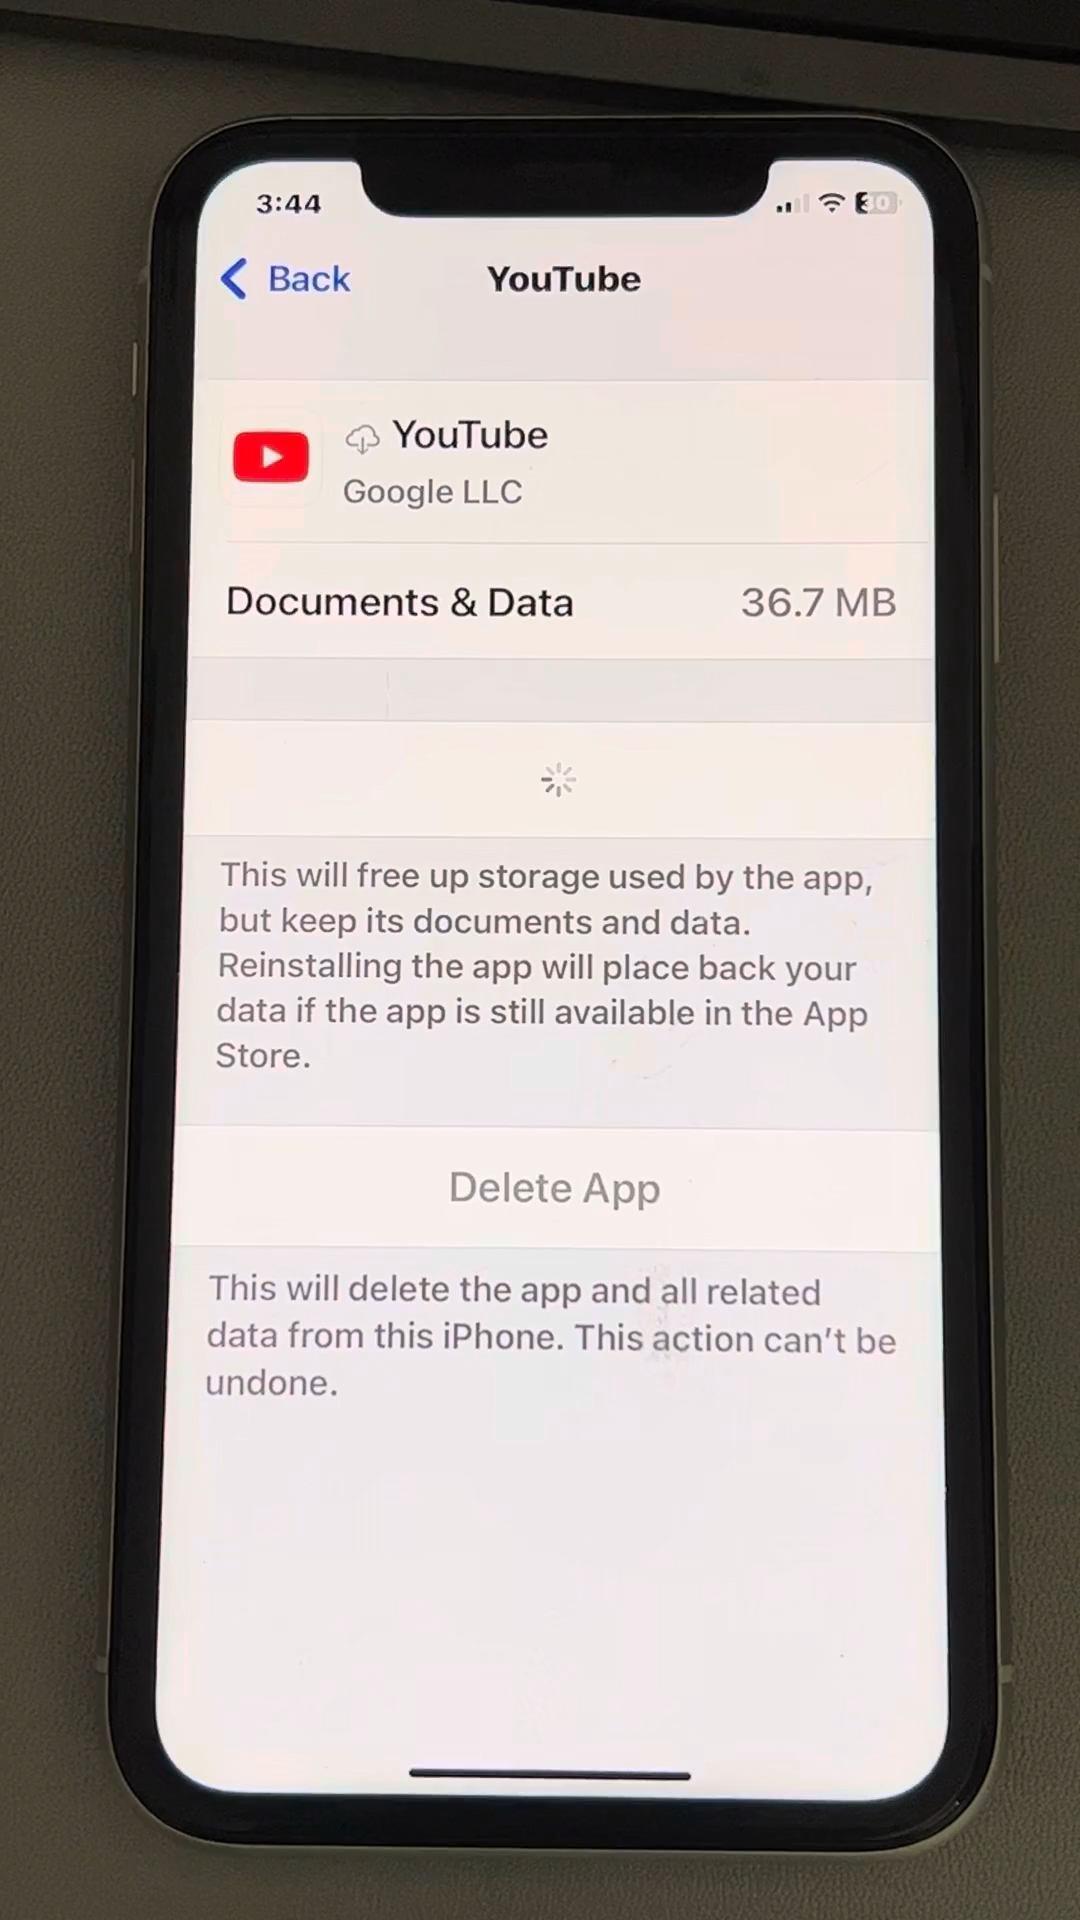 3:44
30
Back
YouTube
YouTube
Google LLC
Documents & Data
36.7 MB
This will free up storage used by the app,
but keep its documents and data.
Reinstalling the app will place back your
data if the app is still available in the App
Store.
Delete App
This will delete the app and all related
data from this iPhone. This action can't be
undone.